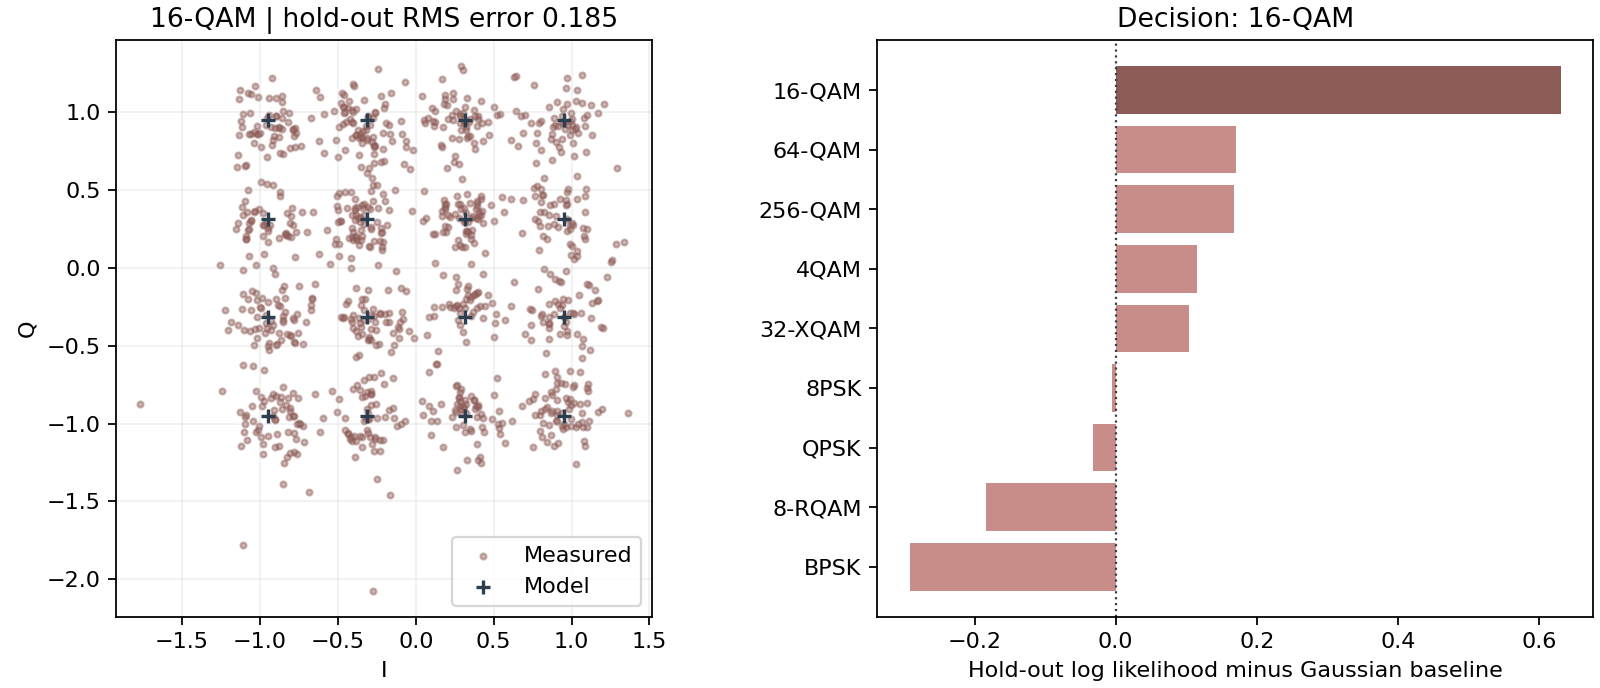 16-QAM | hold-out RMS error 0.185
1.0
0.5
0.0
−0.5
−1.0
−1.5
−2.0
Q
Measured
Model
−1.5
−1.0
−0.5
0.0
0.5
1.0
1.5
I
Decision: 16-QAM
16-QAM
64-QAM
256-QAM
4QAM
32-XQAM
8PSK
QPSK
8-RQAM
BPSK
−0.2
0.0
0.2
0.4
0.6
Hold-out log likelihood minus Gaussian baseline